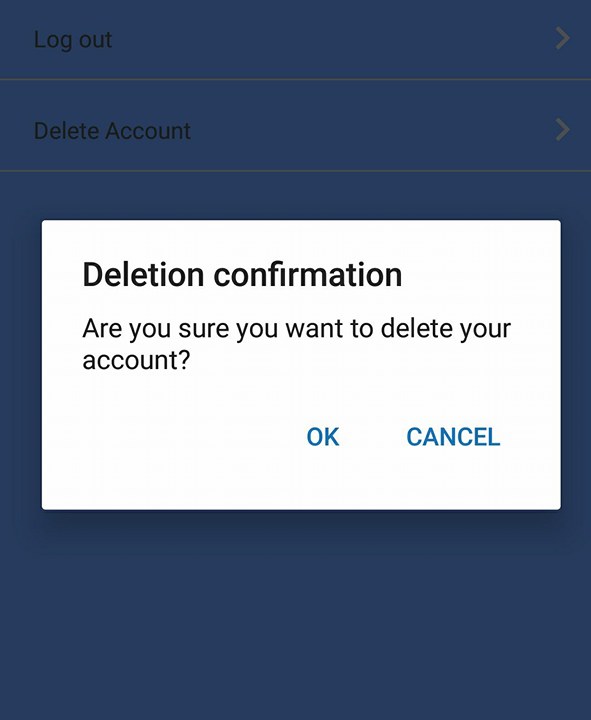 Log out
Delete Account
Deletion confirmation
Are you sure you want to delete your
account?
OK CANCEL